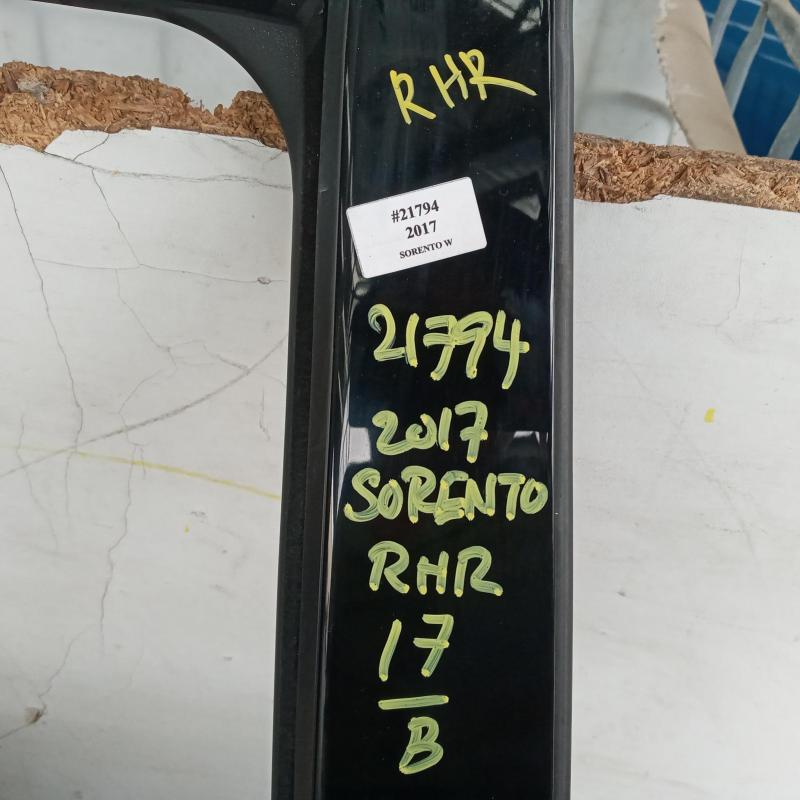 RHR
#21794
2017
SORENTO W
21794
2017
SORENTO
RHR
17
B